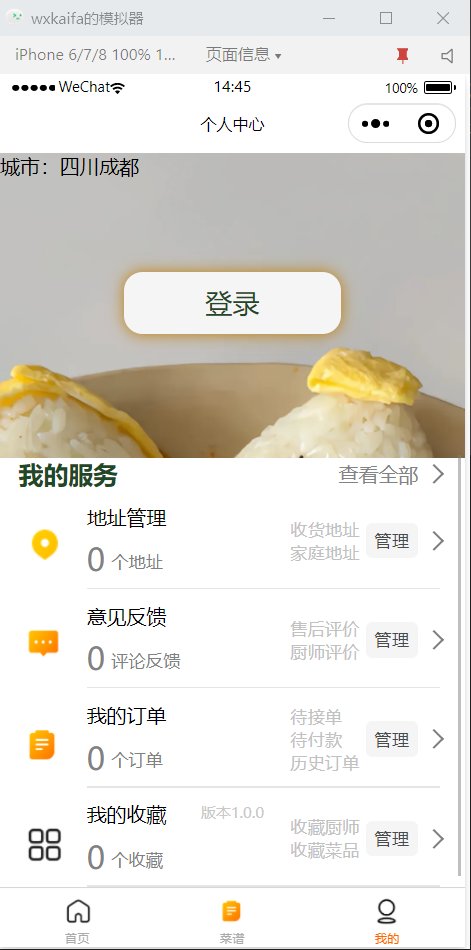 wxkaifa的模拟器
iPhone 6/7/8 100% 1... 页面信息
WeChat 14:45 100%
个人中心
城市：四川成都
登录
我的服务 查看全部
地址管理
0 个地址
收货地址
家庭地址
管理
意见反馈
0 评论反馈
售后评价
厨师评价
管理
我的订单
0 个订单
待接单
待付款
历史订单
管理
我的收藏
0 个收藏
版本1.0.0
收藏厨师
收藏菜品
管理
首页 菜谱 我的